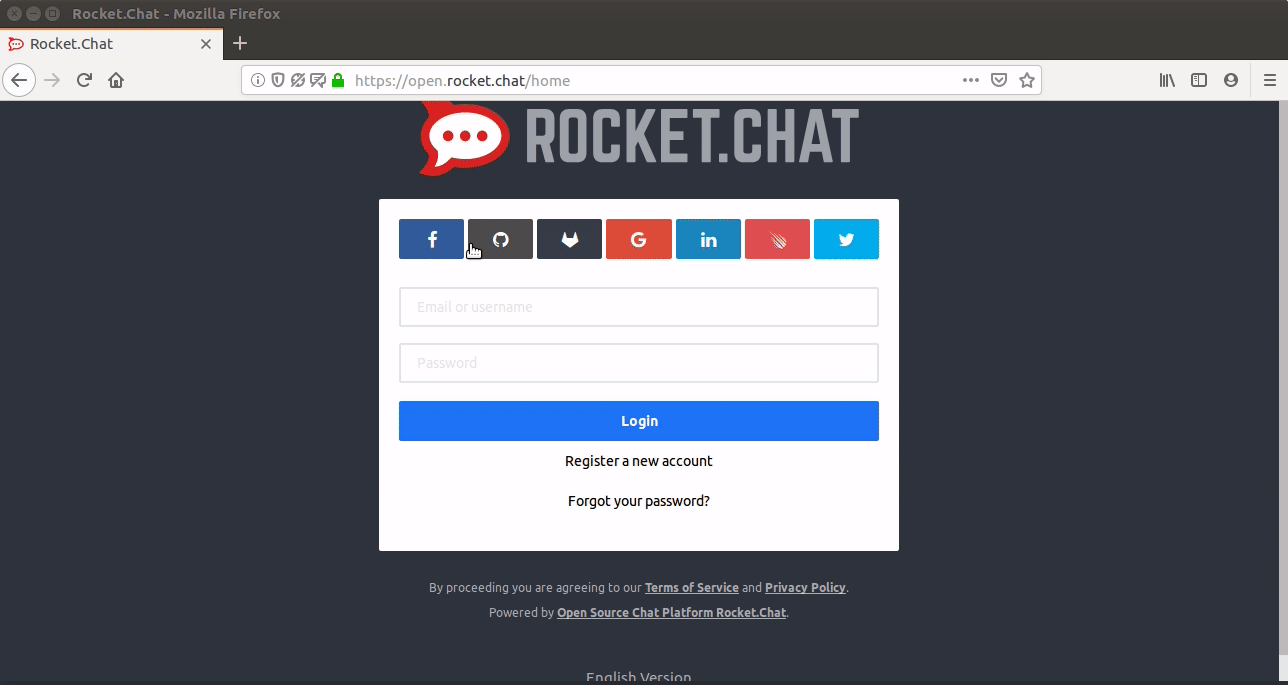 Rocket.Chat - Mozilla Firefox
Rocket.Chat
https://open.rocket.chat/home
ROCKET.CHAT
Email or username
Password
Login
Register a new account
Forgot your password?
By proceeding you are agreeing to our Terms of Service and Privacy Policy.
Powered by Open Source Chat Platform Rocket.Chat.
English Version